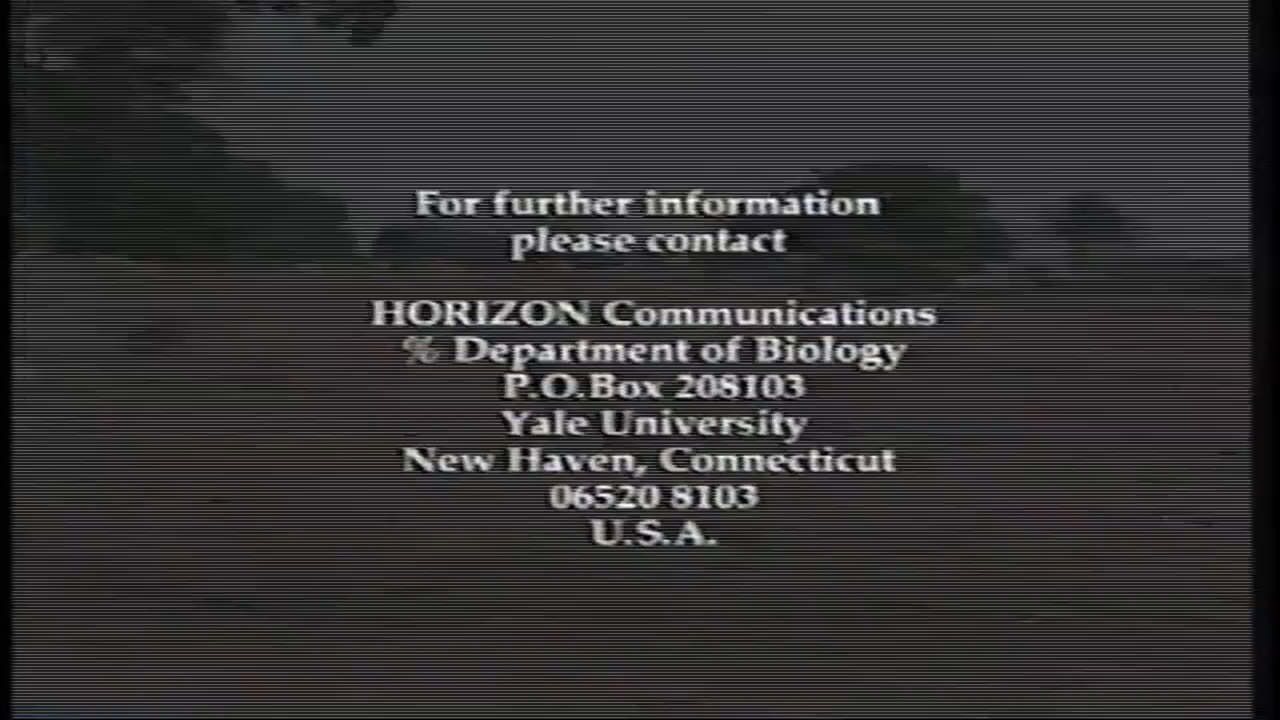 For further information
please contact
HORIZON Communications
% Department of Biology
P.O.Box 208103
Yale University
New Haven, Connecticut
06520 8103
U.S.A.